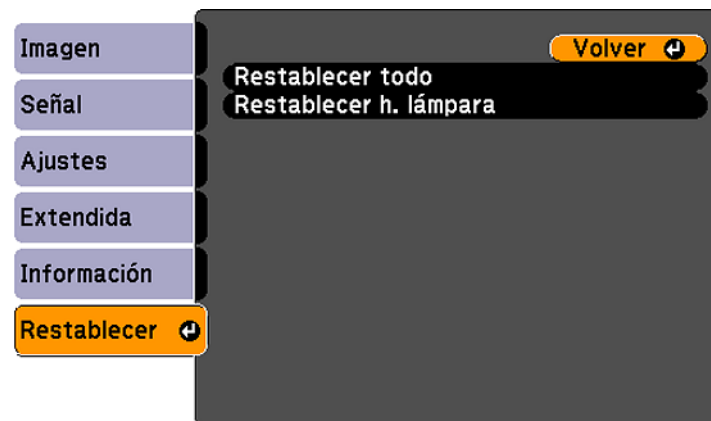 Imagen
Señal
Ajustes
Extendida
Información
Restablecer
Volver
Restablecer todo
Restablecer h. lámpara